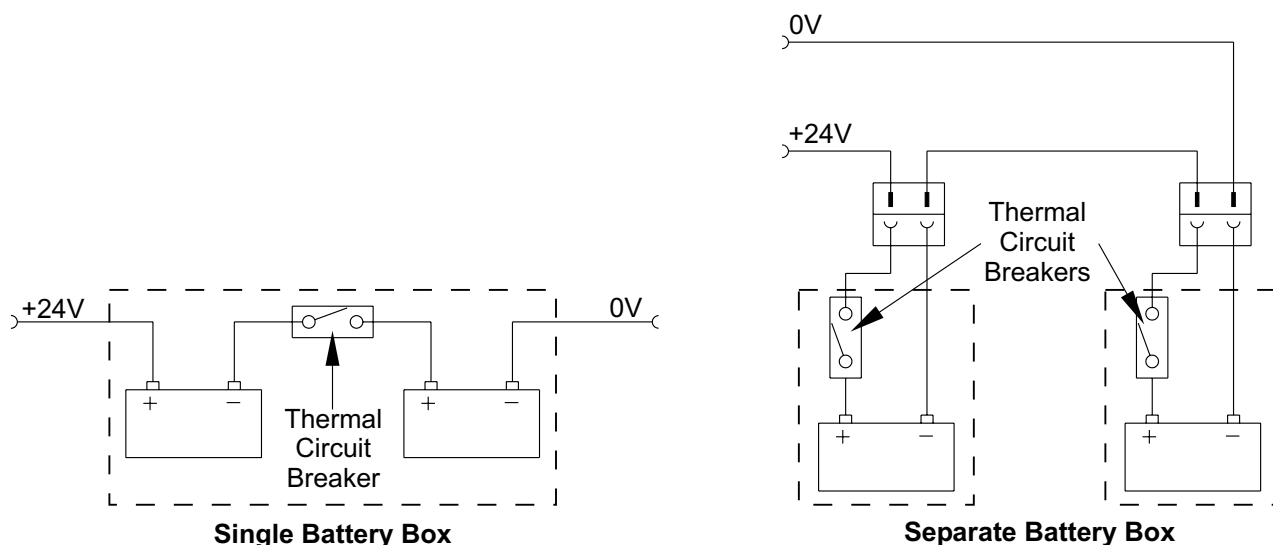 0V
+24V
Thermal
Circuit
Breakers
+24V
0V
+ −
+ −
Thermal
Circuit
Breaker
+ −
+ −
Single Battery Box
Separate Battery Box